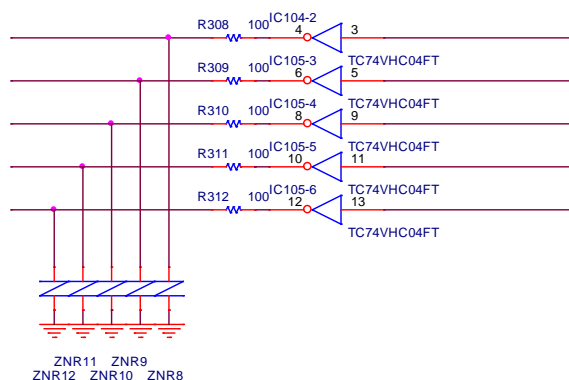 R308 100 IC104-2
4 3
TC74VHC04FT
R309 100 IC105-3
6 5
TC74VHC04FT
R310 100 IC105-4
8 9
TC74VHC04FT
R311 100 IC105-5
10 11
TC74VHC04FT
R312 100 IC105-6
12 13
TC74VHC04FT
ZNR11 ZNR9
ZNR12 ZNR10 ZNR8